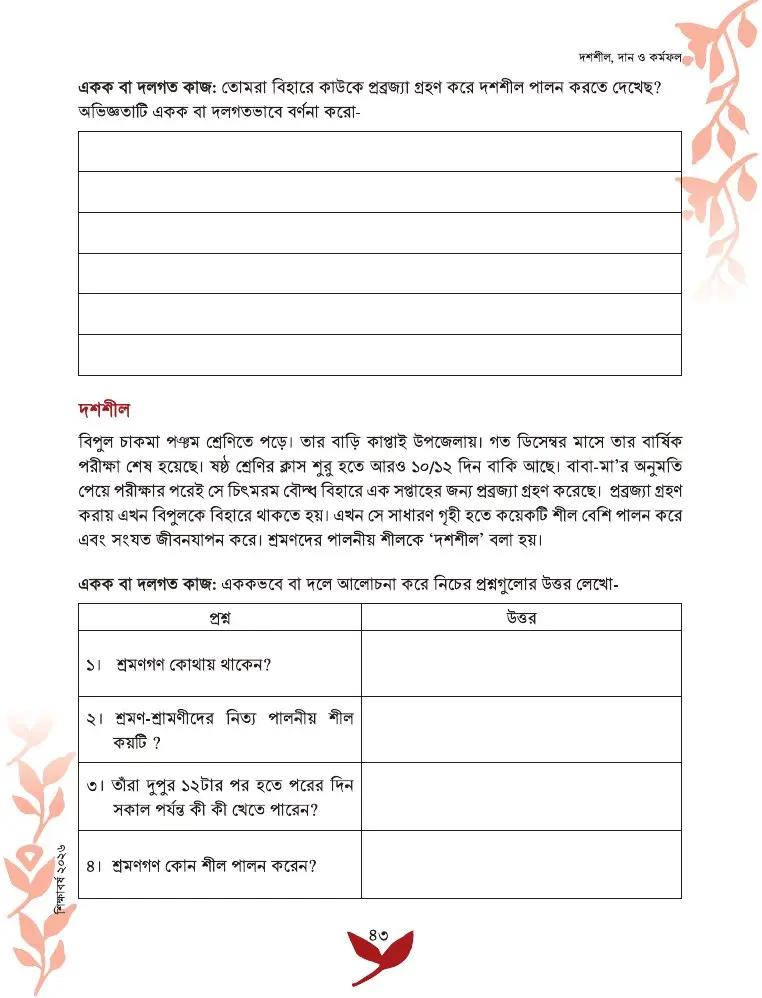 দশশীল, দান ও কর্মফল
একক বা দলগত কাজ: তোমরা বিহারে কাউকে প্রব্রজ্যা গ্রহণ করে দশশীল পালন করতে দেখেছ?
অভিজ্ঞতাটি একক বা দলগতভাবে বর্ণনা করো-
দশশীল
বিপুল চাকমা পঞ্চম শ্রেণিতে পড়ে। তার বাড়ি কাপ্তাই উপজেলায়। গত ডিসেম্বর মাসে তার বার্ষিক
পরীক্ষা শেষ হয়েছে। ষষ্ঠ শ্রেণির ক্লাস শুরু হতে আরও ১০/১২ দিন বাকি আছে। বাবা-মা’র অনুমতি
পেয়ে পরীক্ষার পরেই সে চিৎমরম বৌদ্ধ বিহারে এক সপ্তাহের জন্য প্রব্রজ্যা গ্রহণ করেছে। প্রব্রজ্যা গ্রহণ
করায় এখন বিপুলকে বিহারে থাকতে হয়। এখন সে সাধারণ গৃহী হতে কয়েকটি শীল বেশি পালন করে
এবং সংযত জীবনযাপন করে। শ্রমণদের পালনীয় শীলকে ‘দশশীল’ বলা হয়।
একক বা দলগত কাজ: এককভবে বা দলে আলোচনা করে নিচের প্রশ্নগুলোর উত্তর লেখো-
প্রশ্ন উত্তর
১। শ্রমণগণ কোথায় থাকেন?
২। শ্রমণ-শ্রামণীদের নিত্য পালনীয় শীল
কয়টি ?
৩। তাঁরা দুপুর ১২টার পর হতে পরের দিন
সকাল পর্যন্ত কী কী খেতে পারেন?
৪। শ্রমণগণ কোন শীল পালন করেন?
শিক্ষাবর্ষ ২০২৬
৪৩